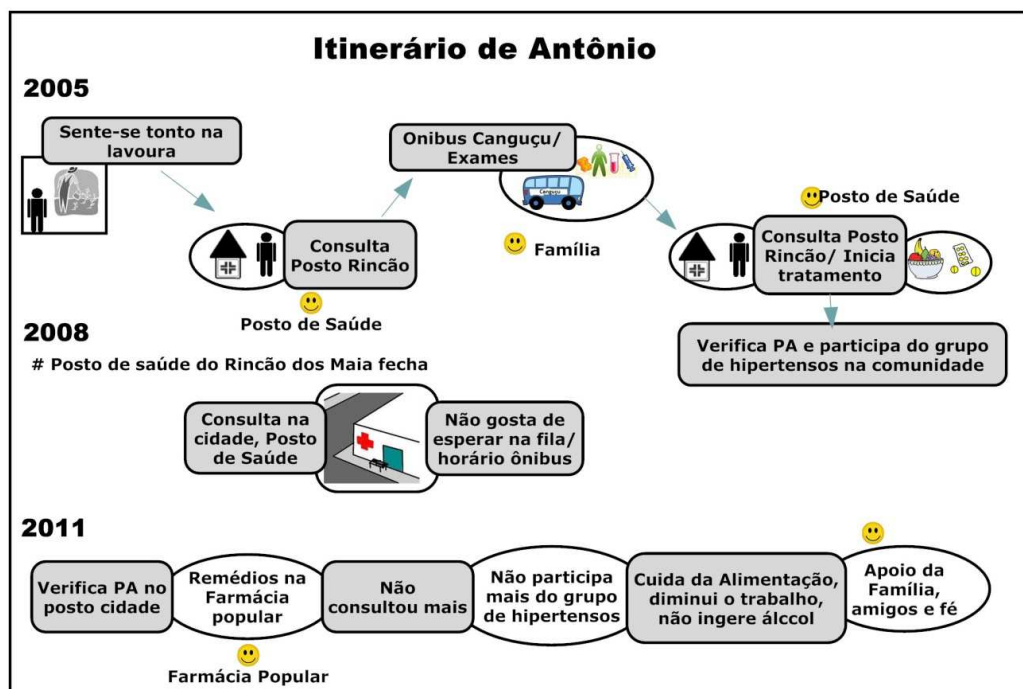 Itinerário de Antônio
2005
Sente-se tonto na
lavoura
Consulta
Posto Rincão
Posto de Saúde
Onibus Canguçu/
Exames
Canguçu
Família
Posto de Saúde
Consulta Posto
Rincão/ Inicia
tratamento
Verifica PA e participa do grupo
de hipertensos na comunidade
2008
# Posto de saúde do Rincão dos Maia fecha
Consulta na
cidade, Posto
de Saúde
Não gosta de
esperar na fila/
horário ônibus
2011
Verifica PA no
posto cidade
Remédios na
Farmácia
popular
Farmácia Popular
Não
consultou mais
Não participa
mais do grupo
de hipertensos
Cuida da Alimentação,
diminui o trabalho,
não ingere álccol
Apoio da
Família,
amigos e fé